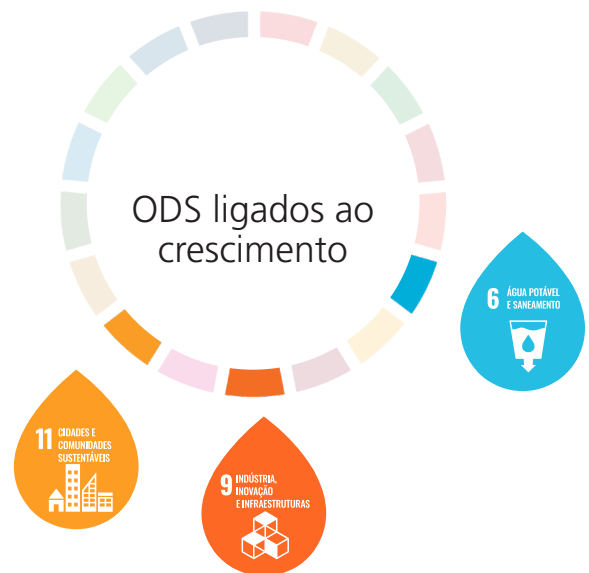 ODS ligados ao
crescimento
6 ÁGUA POTÁVEL
E SANEAMENTO
11 CIDADES E
COMUNIDADES
SUSTENTÁVEIS
9 INDÚSTRIA,
INOVAÇÃO
E INFRAESTRUTURAS